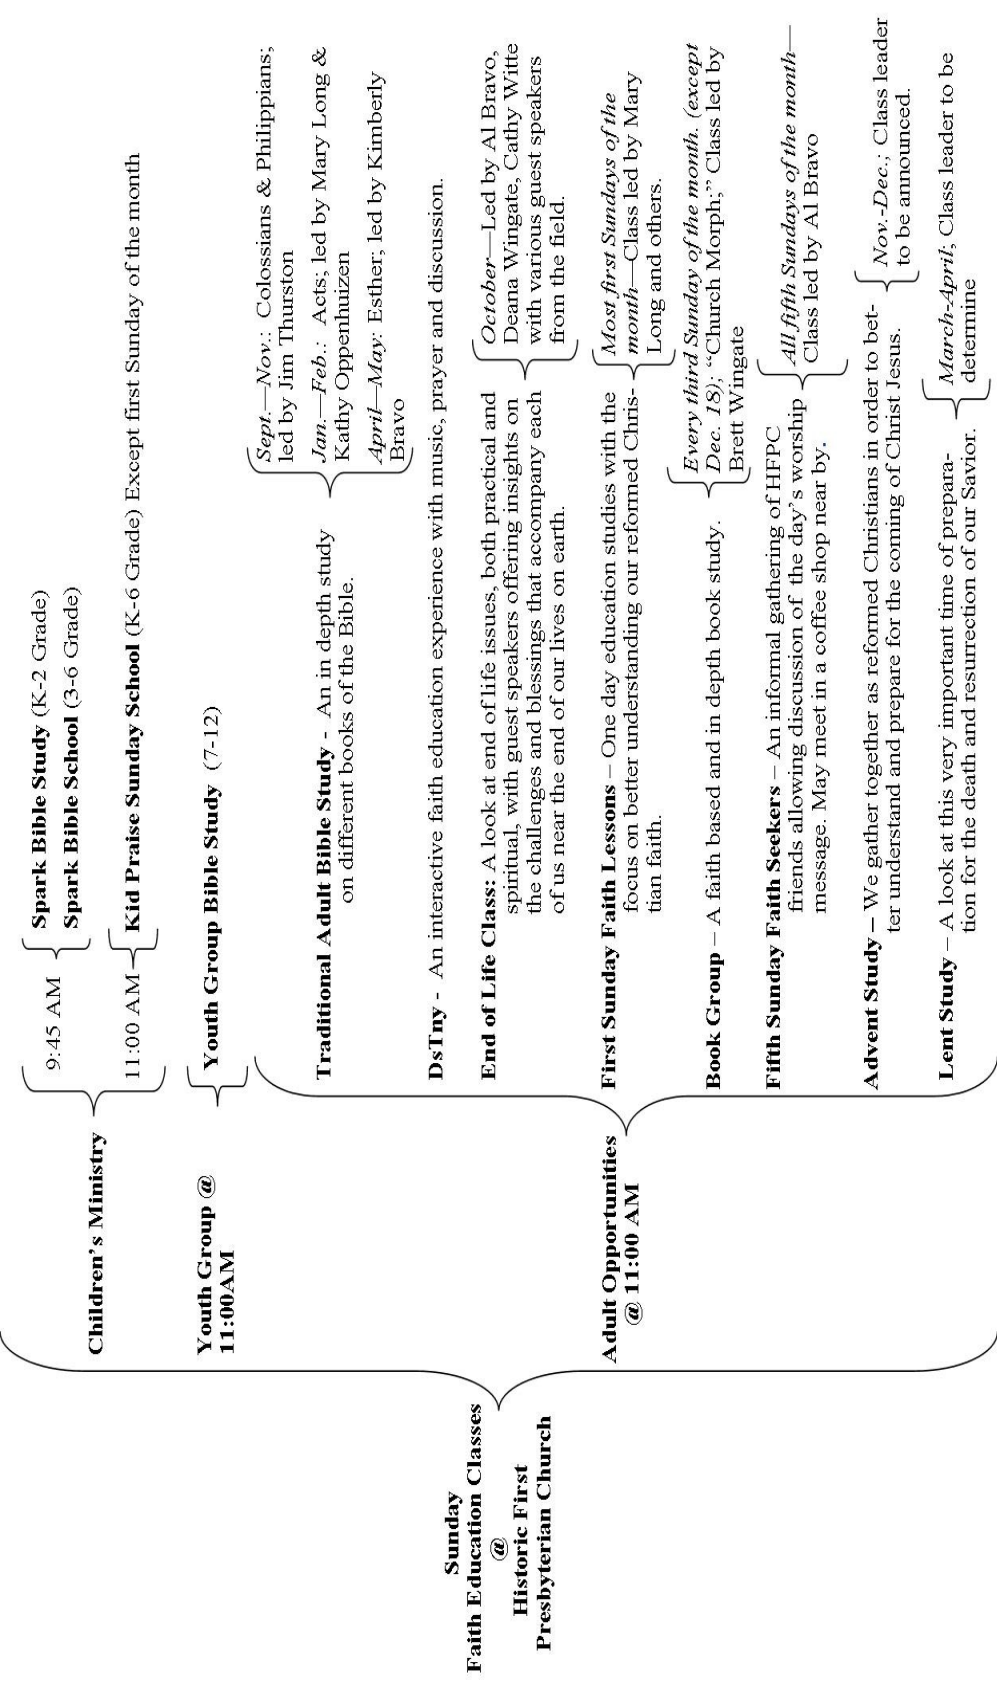 Sunday
Faith Education Classes
@
Historic First
Presbyterian Church
Children's Ministry
9:45 AM
Spark Bible Study (K-2 Grade)
Spark Bible School (3-6 Grade)
11:00 AM
Kid Praise Sunday School (K-6 Grade) Except first Sunday of the month
Youth Group @
11:00AM
Youth Group Bible Study (7-12)
Adult Opportunities
@ 11:00 AM
Traditional Adult Bible Study - An in depth study
on different books of the Bible.
Sept.—Nov.: Colossians & Philippians;
led by Jim Thurston
Jan.—Feb.: Acts; led by Mary Long &
Kathy Oppenhuizen
April—May: Esther; led by Kimberly
Bravo
DsTny - An interactive faith education experience with music, prayer and discussion.
End of Life Class: A look at end of life issues, both practical and
spiritual, with guest speakers offering insights on
the challenges and blessings that accompany each
of us near the end of our lives on earth.
October—Led by Al Bravo,
Deana Wingate, Cathy Witte
with various guest speakers
from the field.
First Sunday Faith Lessons – One day education studies with the
focus on better understanding our reformed Chris-
tian faith.
Most first Sundays of the
month—Class led by Mary
Long and others.
Book Group – A faith based and in depth book study.
Every third Sunday of the month. (except
Dec. 18); “Church Morph;” Class led by
Brett Wingate
Fifth Sunday Faith Seekers – An informal gathering of HFPC
friends allowing discussion of the day's worship
message. May meet in a coffee shop near by.
All fifth Sundays of the month—
Class led by Al Bravo
Advent Study – We gather together as reformed Christians in order to bet-
ter understand and prepare for the coming of Christ Jesus.
Nov.-Dec.; Class leader
to be announced.
Lent Study – A look at this very important time of prepara-
tion for the death and resurrection of our Savior.
March-April; Class leader to be
determine